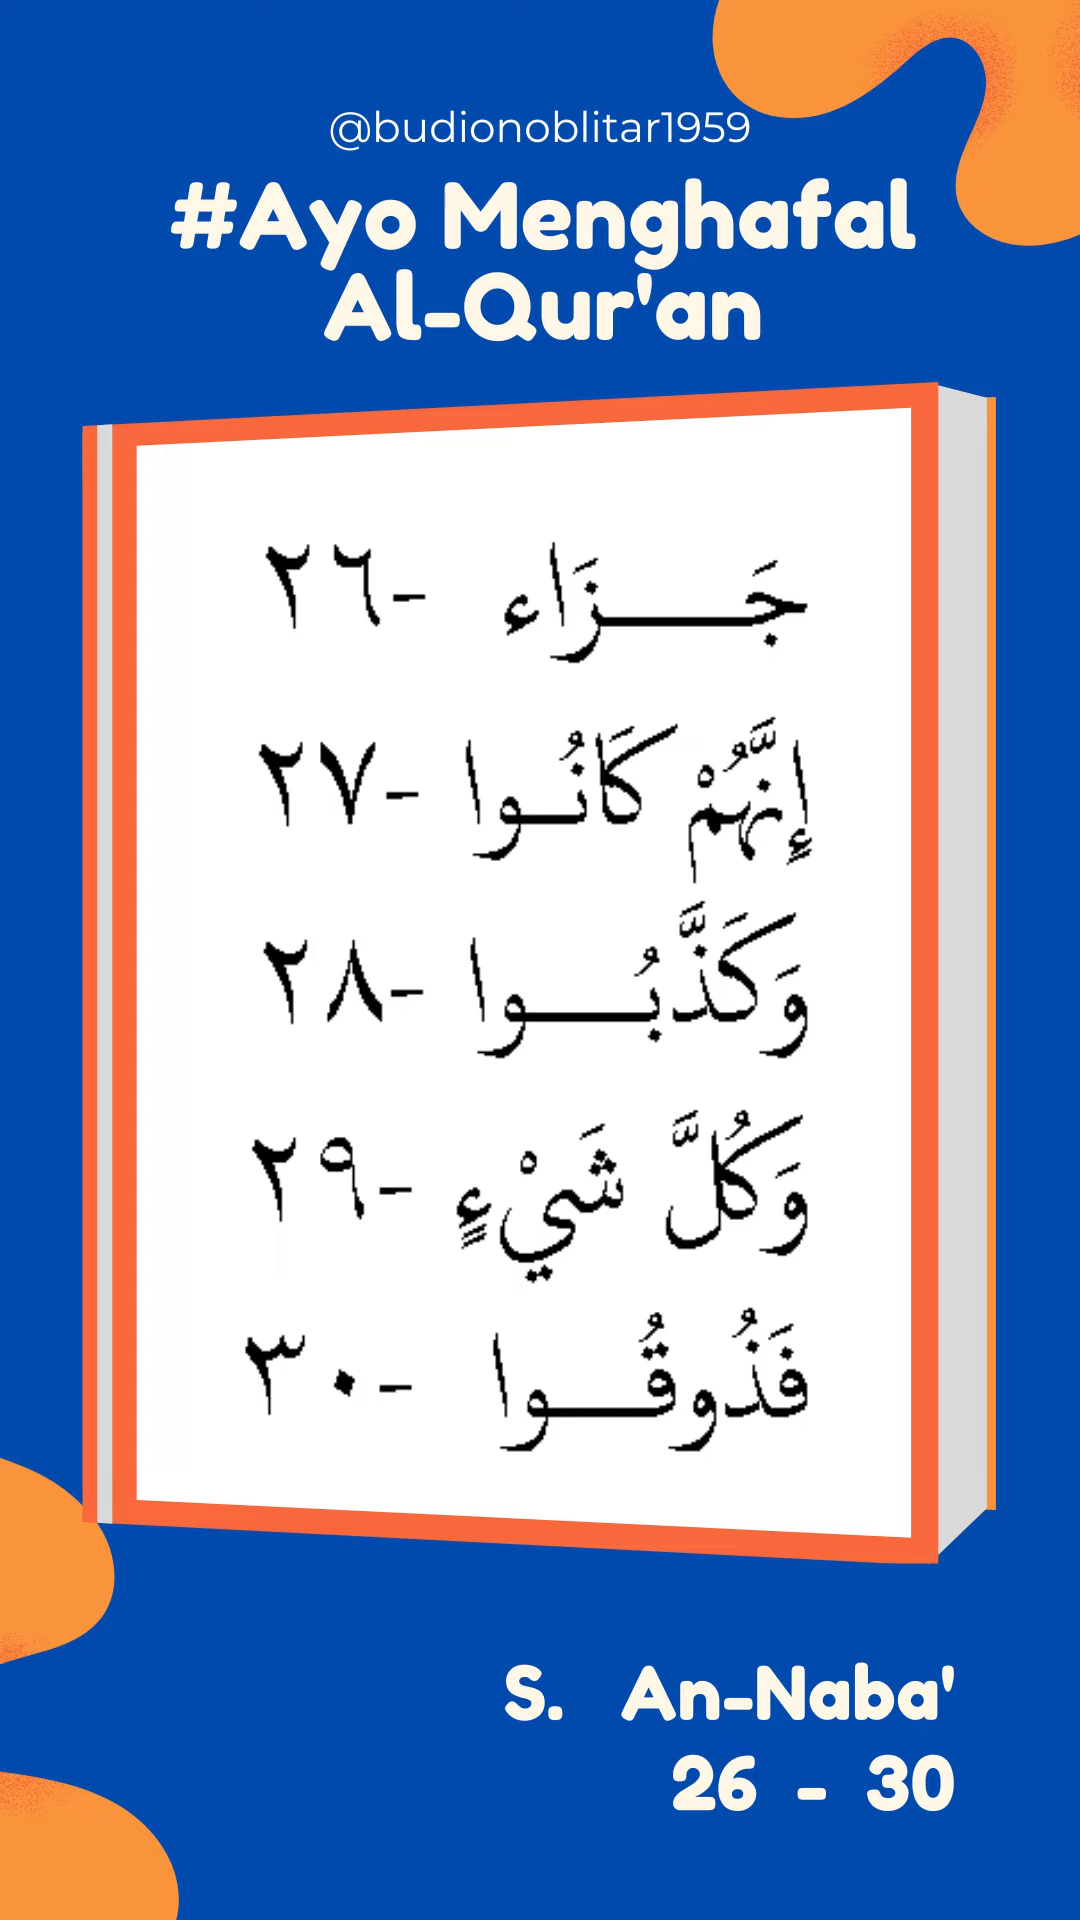 @budionoblitar1959
#Ayo Menghafal
Al-Qur'an
جَـــزَاء -٢٦
إِنَّهُمْ كَانُـوا -٢٧
وَكَذَّبُـــوا -٢٨
وَكُلَّ شَيْءٍ -٢٩
فَذُوقُـــوا -٣٠
S. An-Naba'
26 - 30